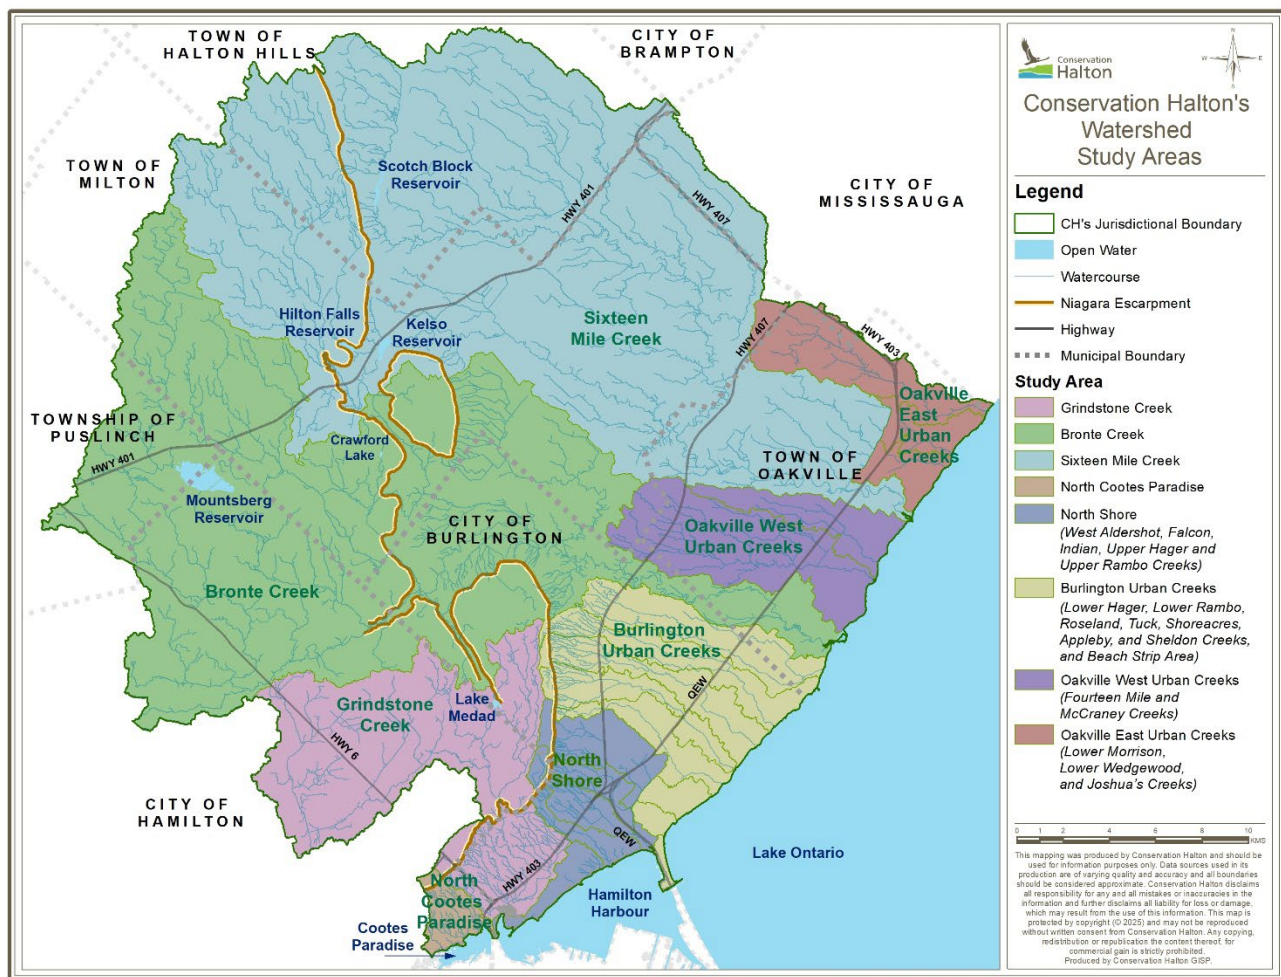 TOWN OF
HALTON HILLS
CITY OF
BRAMPTON
TOWN OF
MILTON
Scotch Block
Reservoir
HWY 401
HWY 407
CITY OF
MISSISSAUGA
Hilton Falls
Reservoir
Kelso
Reservoir
Sixteen
Mile Creek
HWY 407
HWY 403
Oakville
East
Urban
Creeks
TOWNSHIP OF
PUSLINCH
HWY 401
Crawford
Lake
TOWN OF
OAKVILLE
Mountsberg
Reservoir
CITY OF
BURLINGTON
Oakville West
Urban Creeks
Bronte Creek
Burlington
Urban Creeks
QEW
Grindstone
Creek
Lake
Medad
HWY 6
North
Shore
CITY OF
HAMILTON
QEW
Lake Ontario
HWY 403
North
Cootes
Paradise
Hamilton
Harbour
Cootes
Paradise
Conservation
Halton
N
W
E
S
Conservation Halton's
Watershed
Study Areas
Legend
CH's Jurisdictional Boundary
Open Water
Watercourse
Niagara Escarpment
Highway
Municipal Boundary
Study Area
Grindstone Creek
Bronte Creek
Sixteen Mile Creek
North Cootes Paradise
North Shore
(West Aldershot, Falcon,
Indian, Upper Hager and
Upper Rambo Creeks)
Burlington Urban Creeks
(Lower Hager, Lower Rambo,
Roseland, Tuck, Shoreacres,
Appleby, and Sheldon Creeks,
and Beach Strip Area)
Oakville West Urban Creeks
(Fourteen Mile and
McCraney Creeks)
Oakville East Urban Creeks
(Lower Morrison,
Lower Wedgewood,
and Joshua's Creeks)
0 1 2 4 6 8 10
KMS
This mapping was produced by Conservation Halton and should be
used for information purposes only. Data sources used in its
production are of varying quality and accuracy and all boundaries
should be considered approximate. Conservation Halton disclaims
all responsibility for any and all mistakes or inaccuracies in the
information and further disclaims all liability for loss or damage,
which may result from the use of this information. This map is
protected by copyright (© 2025) and may not be reproduced
without written consent from Conservation Halton. Any copying,
redistribution or republication the content thereof, for
commercial gain is strictly prohibited.
Produced by Conservation Halton GISP.